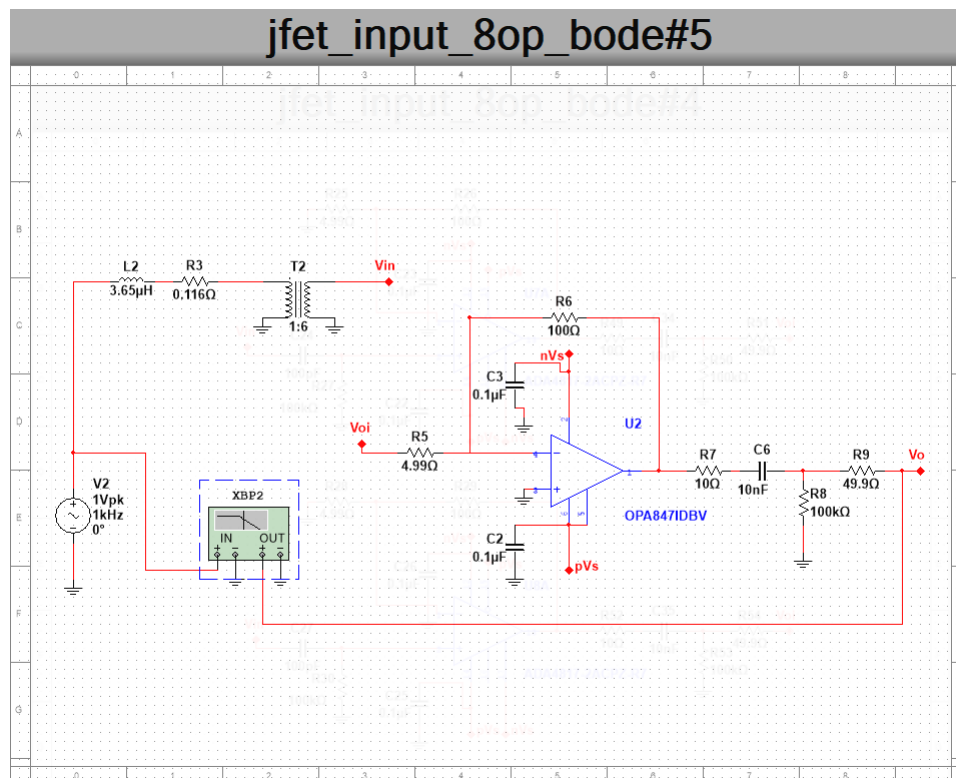 jfet_input_8op_bode#5
0 1 2 3 4 5 6 7 8
jfet_input_8op_bode#4
A
B
C
D
E
F
G
L2
3.65µH
R3
0.116Ω
T2
1:6
Vin
R6
100Ω
nVs
C3
0.1µF
U2
Voi
R5
4.99Ω
OPA847IDBV
R7
10Ω
C6
10nF
R9
49.9Ω
Vo
R8
100kΩ
V2
1Vpk
1kHz
0°
XBP2
IN OUT
C2
0.1µF
pVs
0 1 2 3 4 5 6 7 8